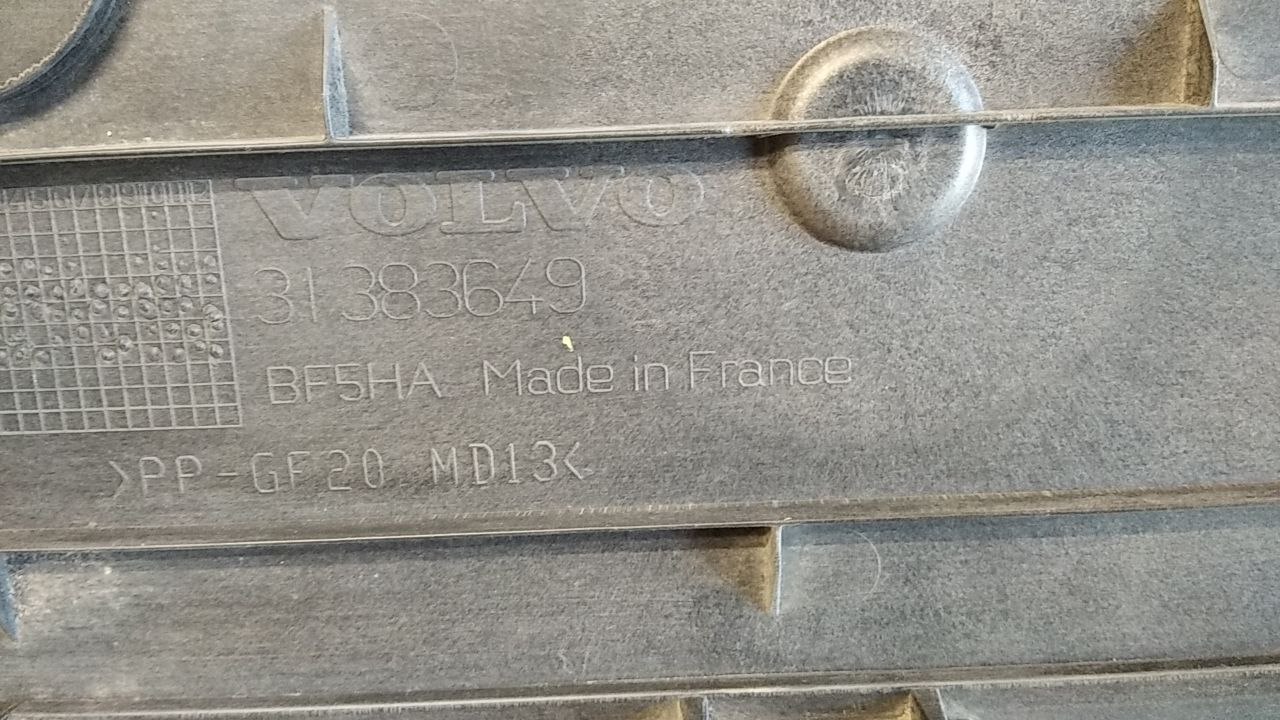 VOLVO
31383649
BF5HA Made in France
>PP-GF20 MD13<